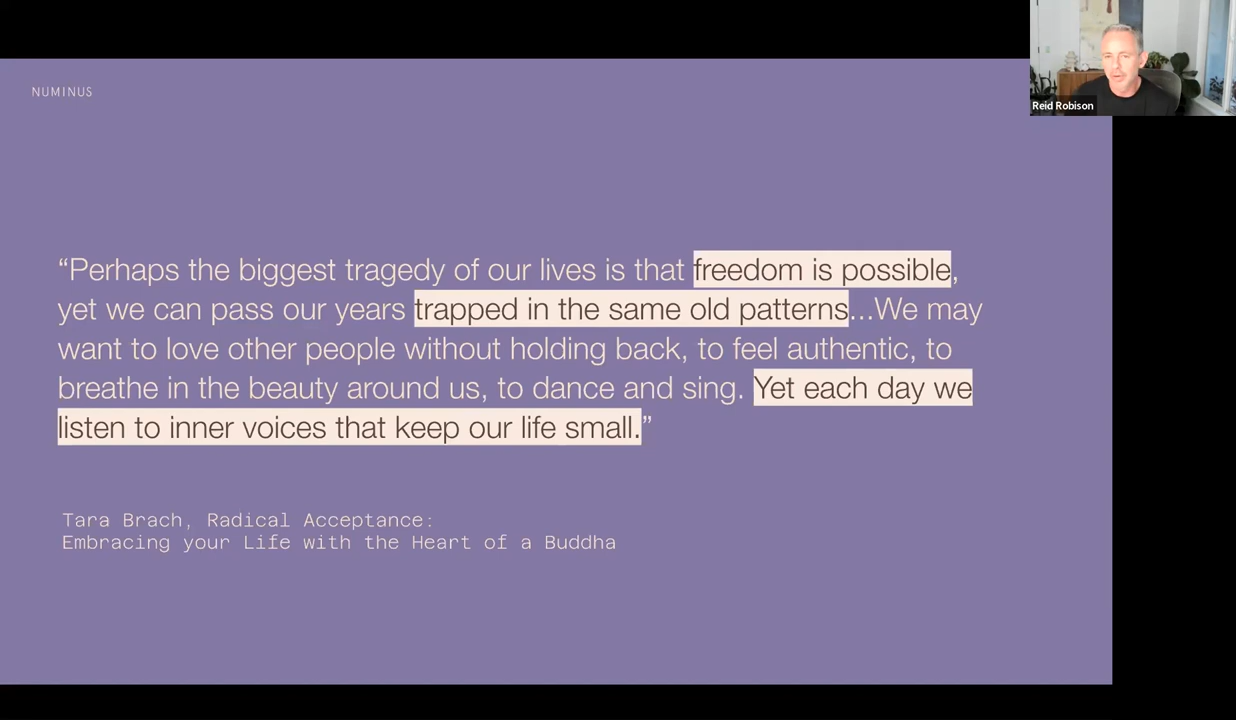 NUMINUS
Reid Robison
“Perhaps the biggest tragedy of our lives is that freedom is possible,
yet we can pass our years trapped in the same old patterns...We may
want to love other people without holding back, to feel authentic, to
breathe in the beauty around us, to dance and sing. Yet each day we
listen to inner voices that keep our life small.”
Tara Brach, Radical Acceptance:
Embracing your Life with the Heart of a Buddha